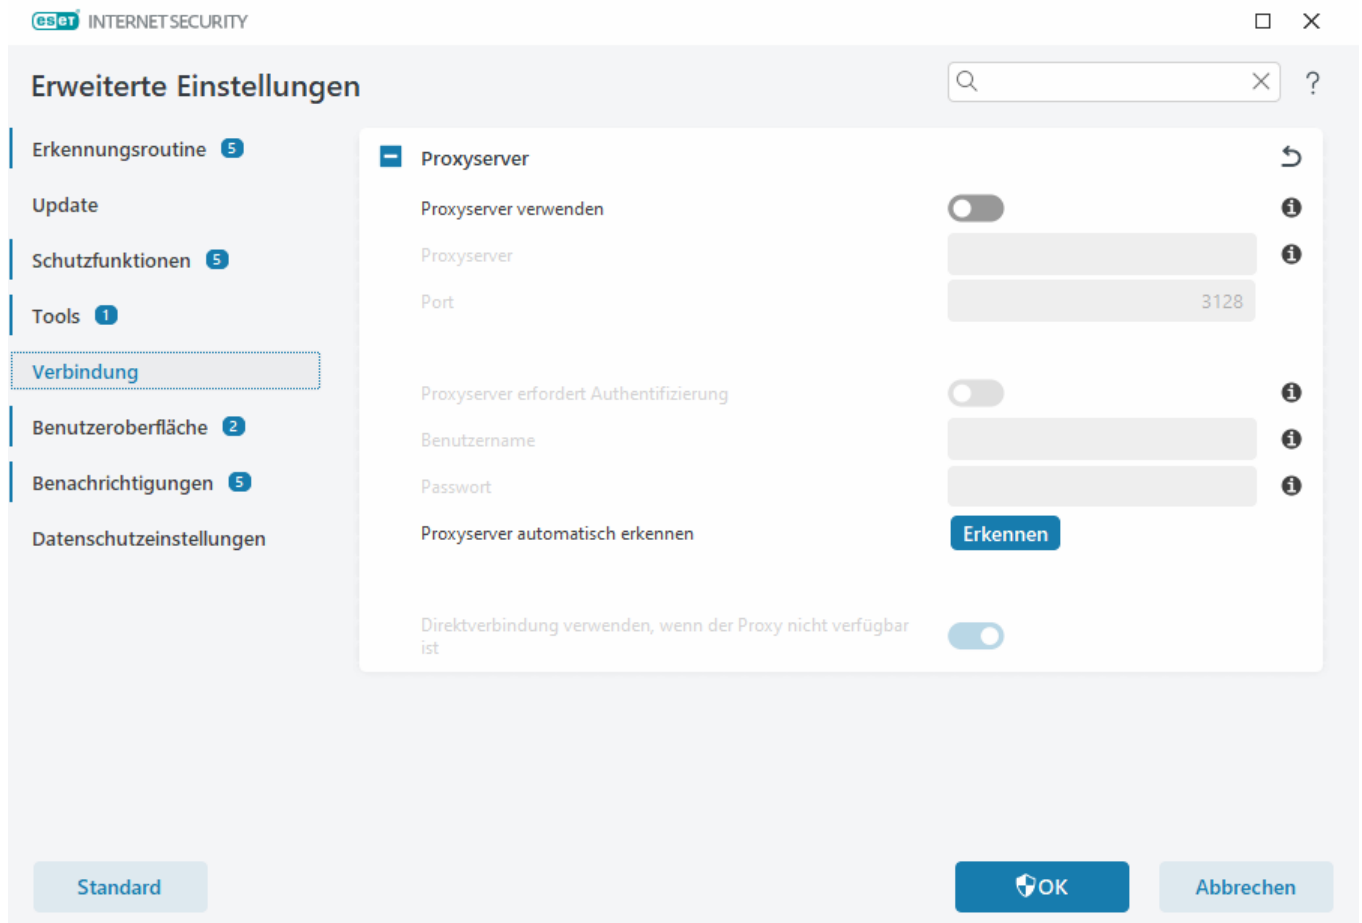 eseT INTERNET SECURITY
Erweiterte Einstellungen
?
Erkennungsroutine 5
Update
Schutzfunktionen 5
Tools 1
Verbindung
Benutzeroberfläche 2
Benachrichtigungen 5
Datenschutzeinstellungen
Proxyserver
Proxyserver verwenden
Proxyserver
Port 3128
Proxyserver erfordert Authentifizierung
Benutzername
Passwort
Proxyserver automatisch erkennen Erkennen
Direktverbindung verwenden, wenn der Proxy nicht verfügbar
ist
Standard OK Abbrechen